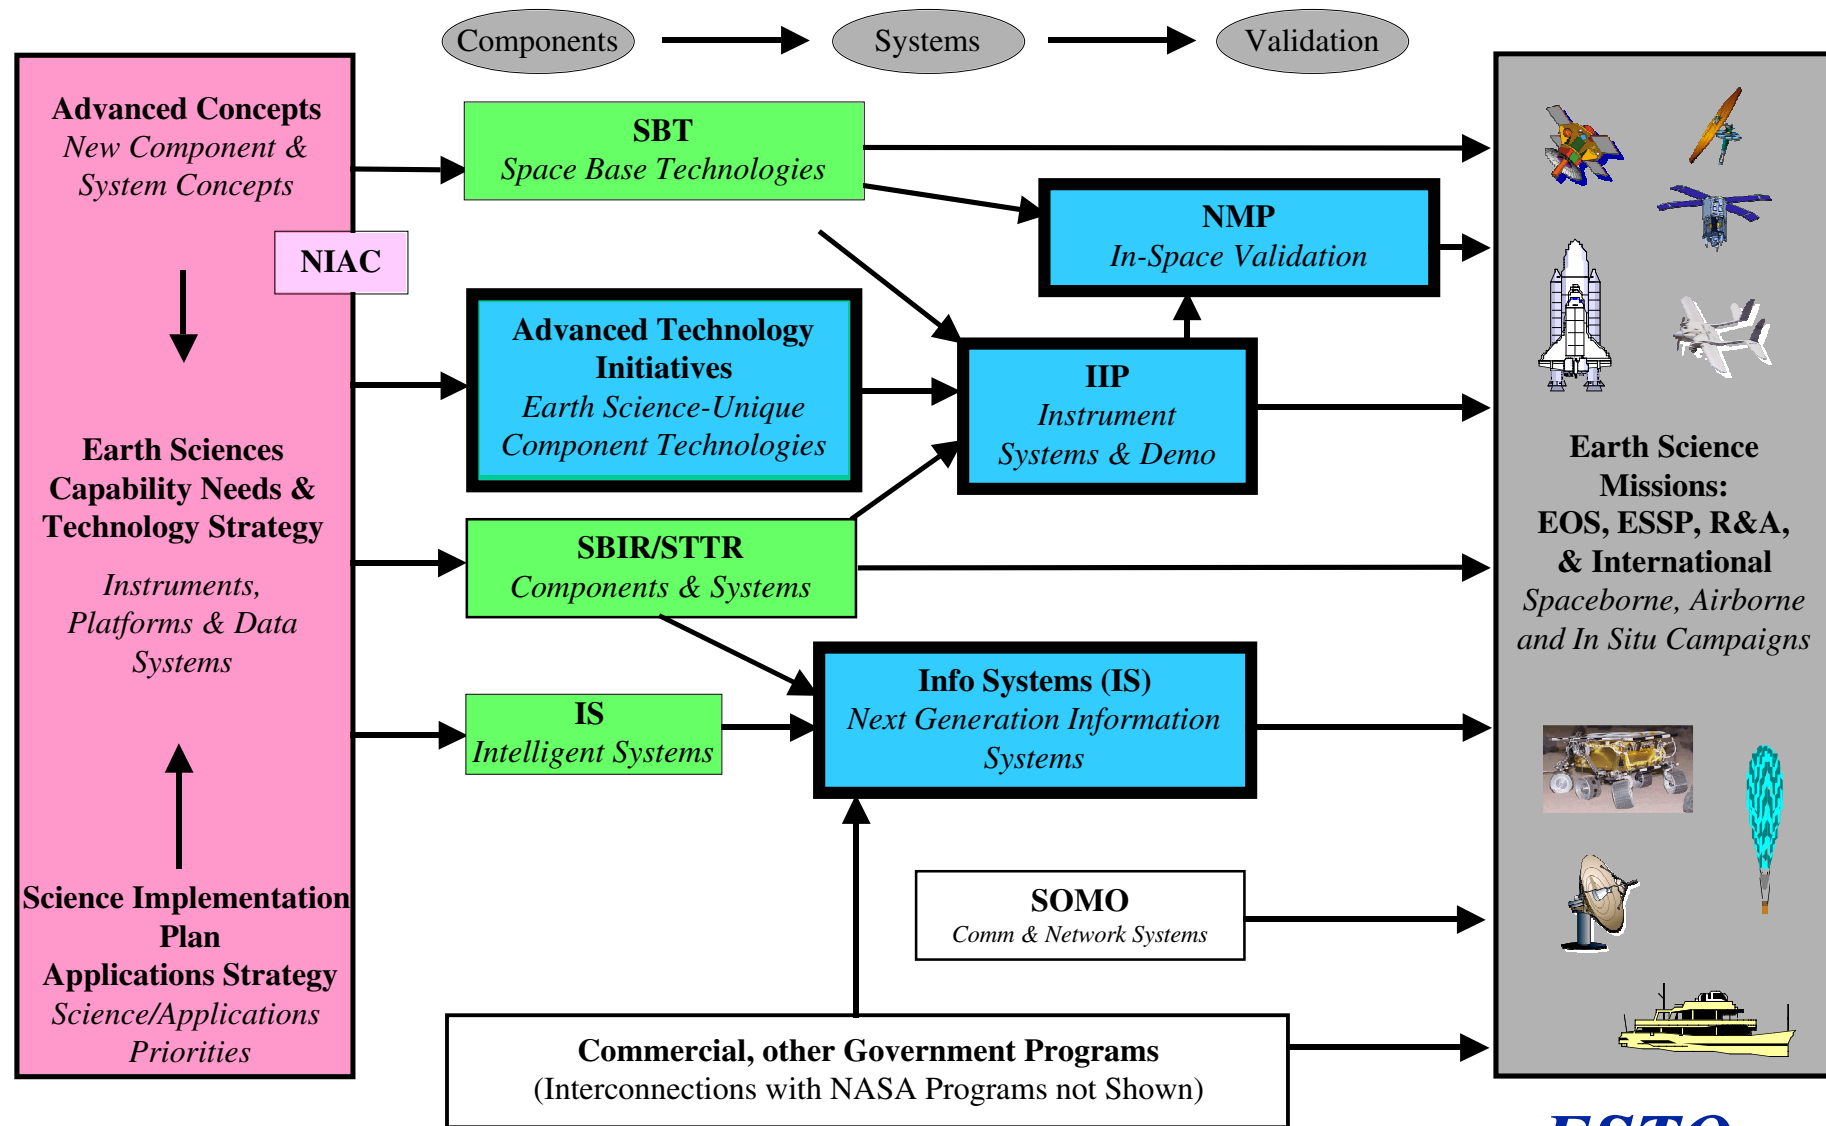 Components
Systems
Validation
Advanced Concepts
New Component &
System Concepts
NIAC
Earth Sciences
Capability Needs &
Technology Strategy
Instruments,
Platforms & Data
Systems
Science Implementation
Plan
Applications Strategy
Science/Applications
Priorities
SBT
Space Base Technologies
NMP
In-Space Validation
Advanced Technology
Initiatives
Earth Science-Unique
Component Technologies
IIP
Instrument
Systems & Demo
SBIR/STTR
Components & Systems
Info Systems (IS)
Next Generation Information
Systems
IS
Intelligent Systems
SOMO
Comm & Network Systems
Commercial, other Government Programs
(Interconnections with NASA Programs not Shown)
Earth Science
Missions:
EOS, ESSP, R&A,
& International
Spaceborne, Airborne
and In Situ Campaigns
ESTO